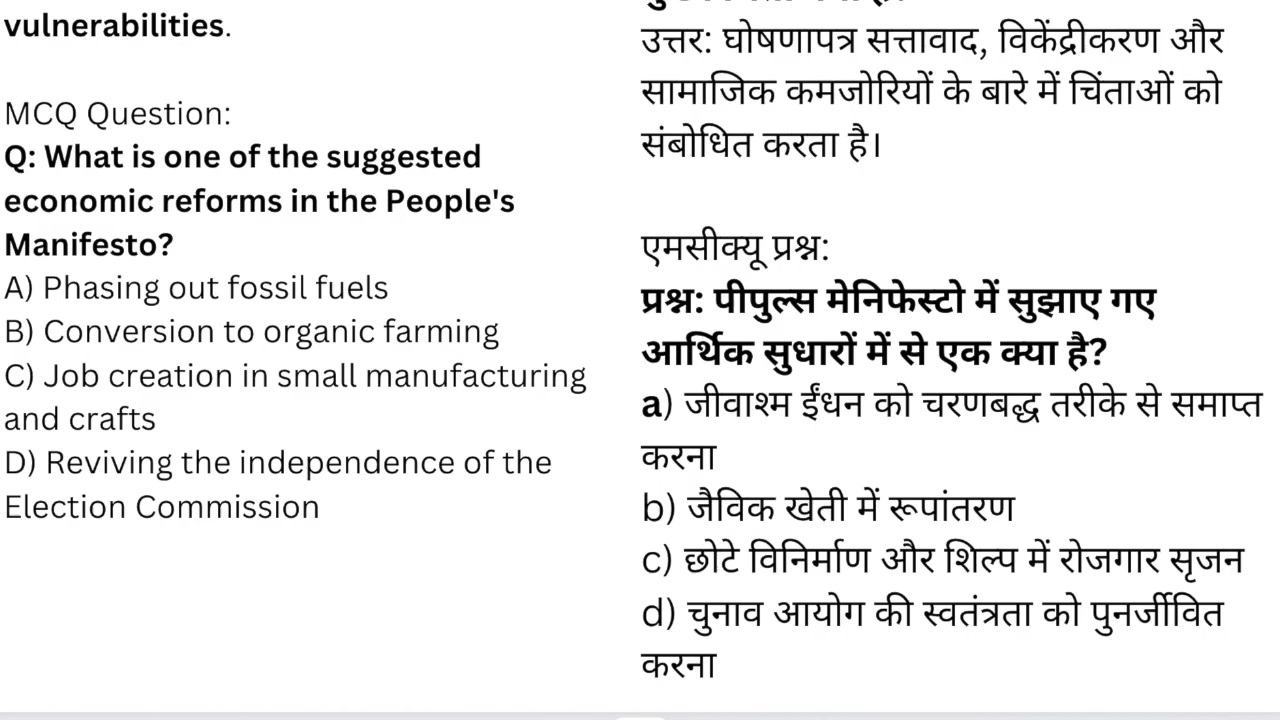 vulnerabilities.
MCQ Question:
Q: What is one of the suggested
economic reforms in the People's
Manifesto?
A) Phasing out fossil fuels
B) Conversion to organic farming
C) Job creation in small manufacturing
and crafts
D) Reviving the independence of the
Election Commission
उत्तर: घोषणापत्र सत्तावाद, विकेंद्रीकरण और
सामाजिक कमजोरियों के बारे में चिंताओं को
संबोधित करता है।
एमसीक्यू प्रश्न:
प्रश्न: पीपुल्स मेनिफेस्टो में सुझाए गए
आर्थिक सुधारों में से एक क्या है?
a) जीवाश्म ईंधन को चरणबद्ध तरीके से समाप्त
करना
b) जैविक खेती में रूपांतरण
c) छोटे विनिर्माण और शिल्प में रोजगार सृजन
d) चुनाव आयोग की स्वतंत्रता को पुनर्जीवित
करना